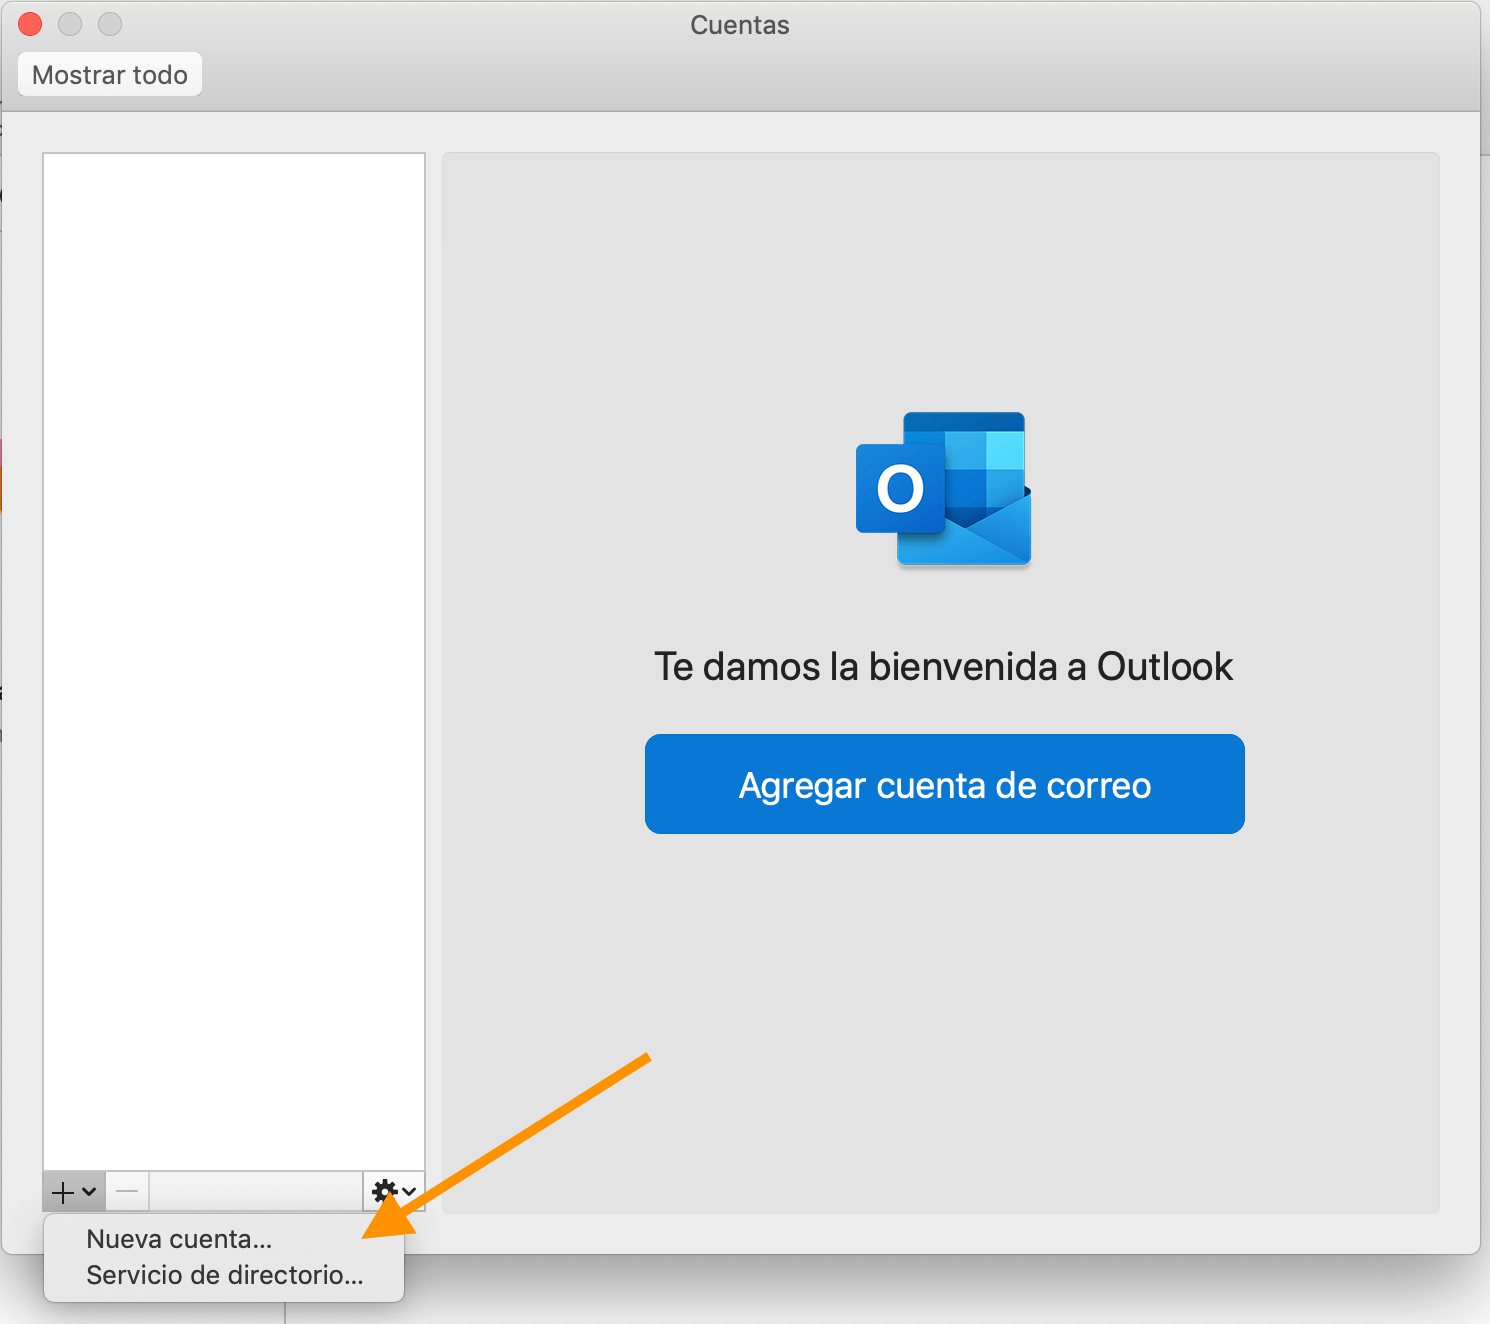 Cuentas
Mostrar todo
O
Te damos la bienvenida a Outlook
Agregar cuenta de correo
Nueva cuenta...
Servicio de directorio...